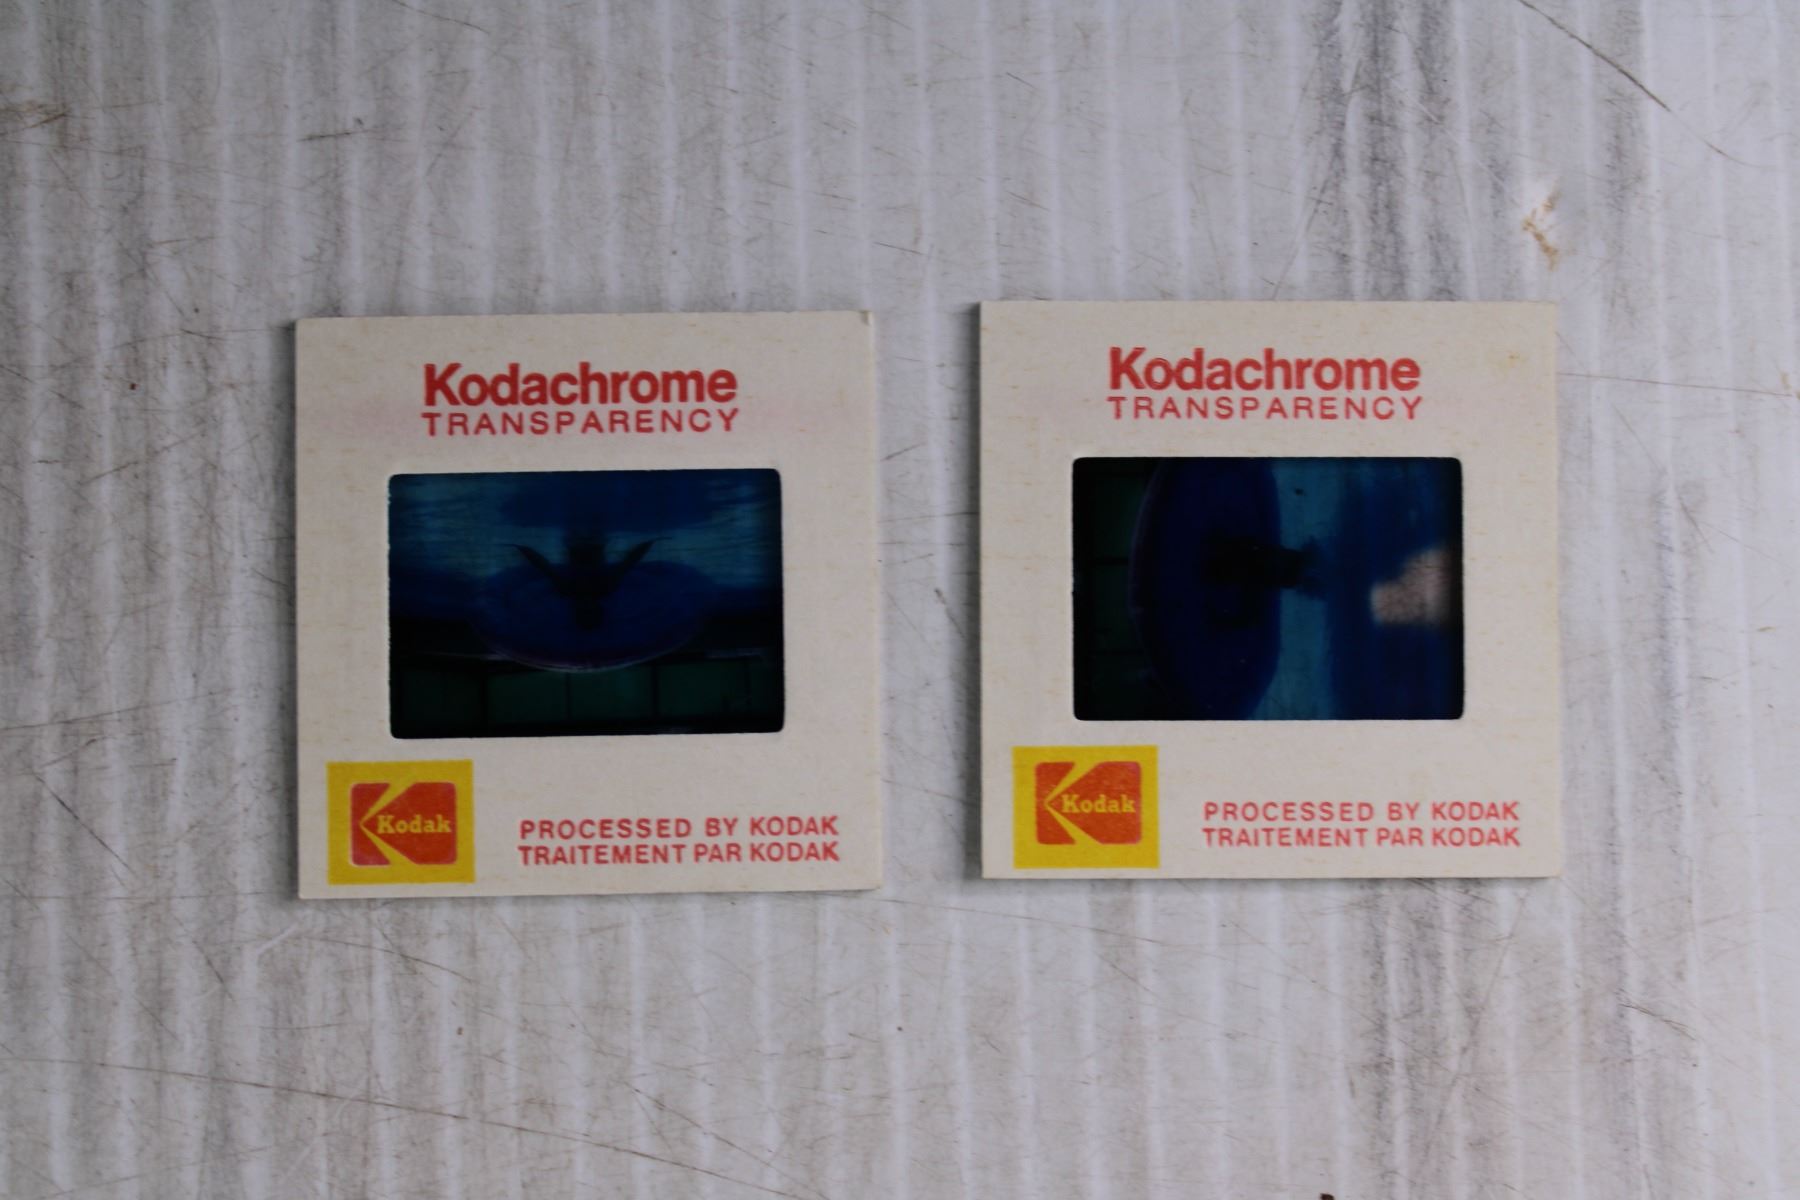 Kodachrome
TRANSPARENCY
Kodak
PROCESSED BY KODAK
TRAITEMENT PAR KODAK
Kodachrome
TRANSPARENCY
Kodak
PROCESSED BY KODAK
TRAITEMENT PAR KODAK